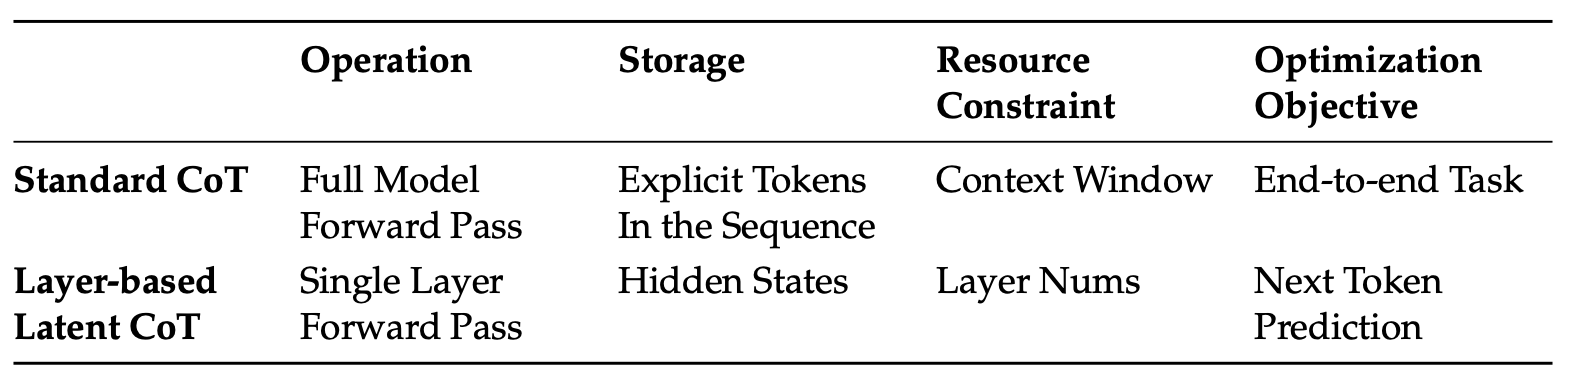 Operation Storage Resource Optimization
Constraint Objective
Standard CoT Full Model Explicit Tokens Context Window End-to-end Task
Forward Pass In the Sequence
Layer-based Single Layer Hidden States Layer Nums Next Token
Latent CoT Forward Pass Prediction